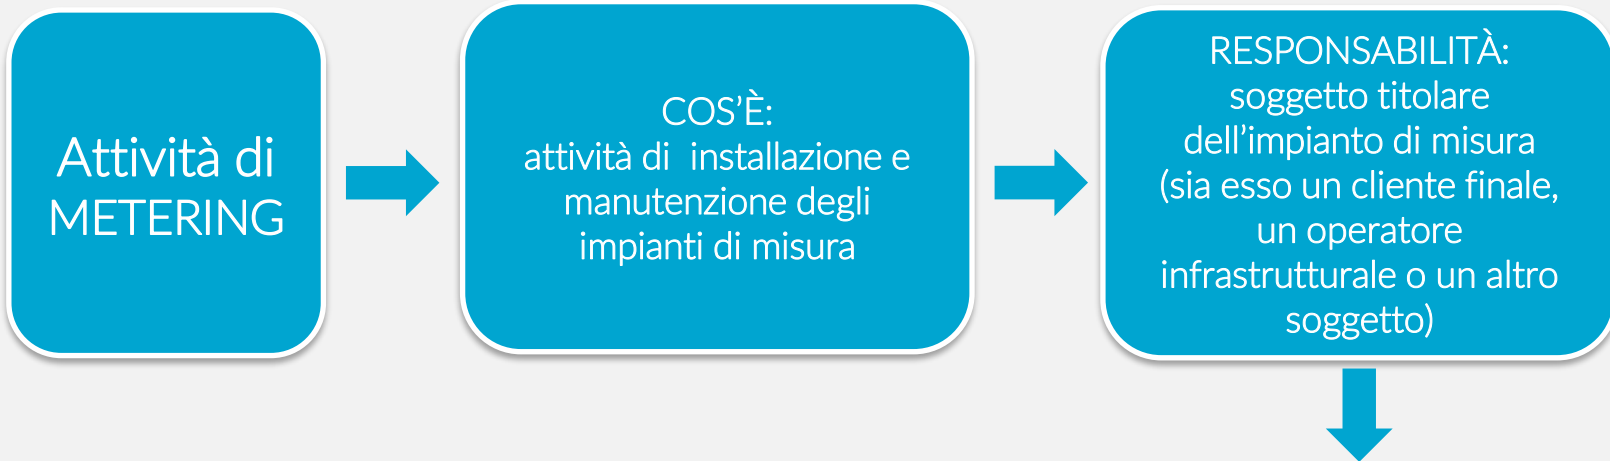 Attività di
METERING
COS’È:
attività di  installazione e
manutenzione degli
impianti di misura
RESPONSABILITÀ:
soggetto titolare
dell’impianto di misura
(sia esso un cliente finale,
un operatore
infrastrutturale o un altro
soggetto)